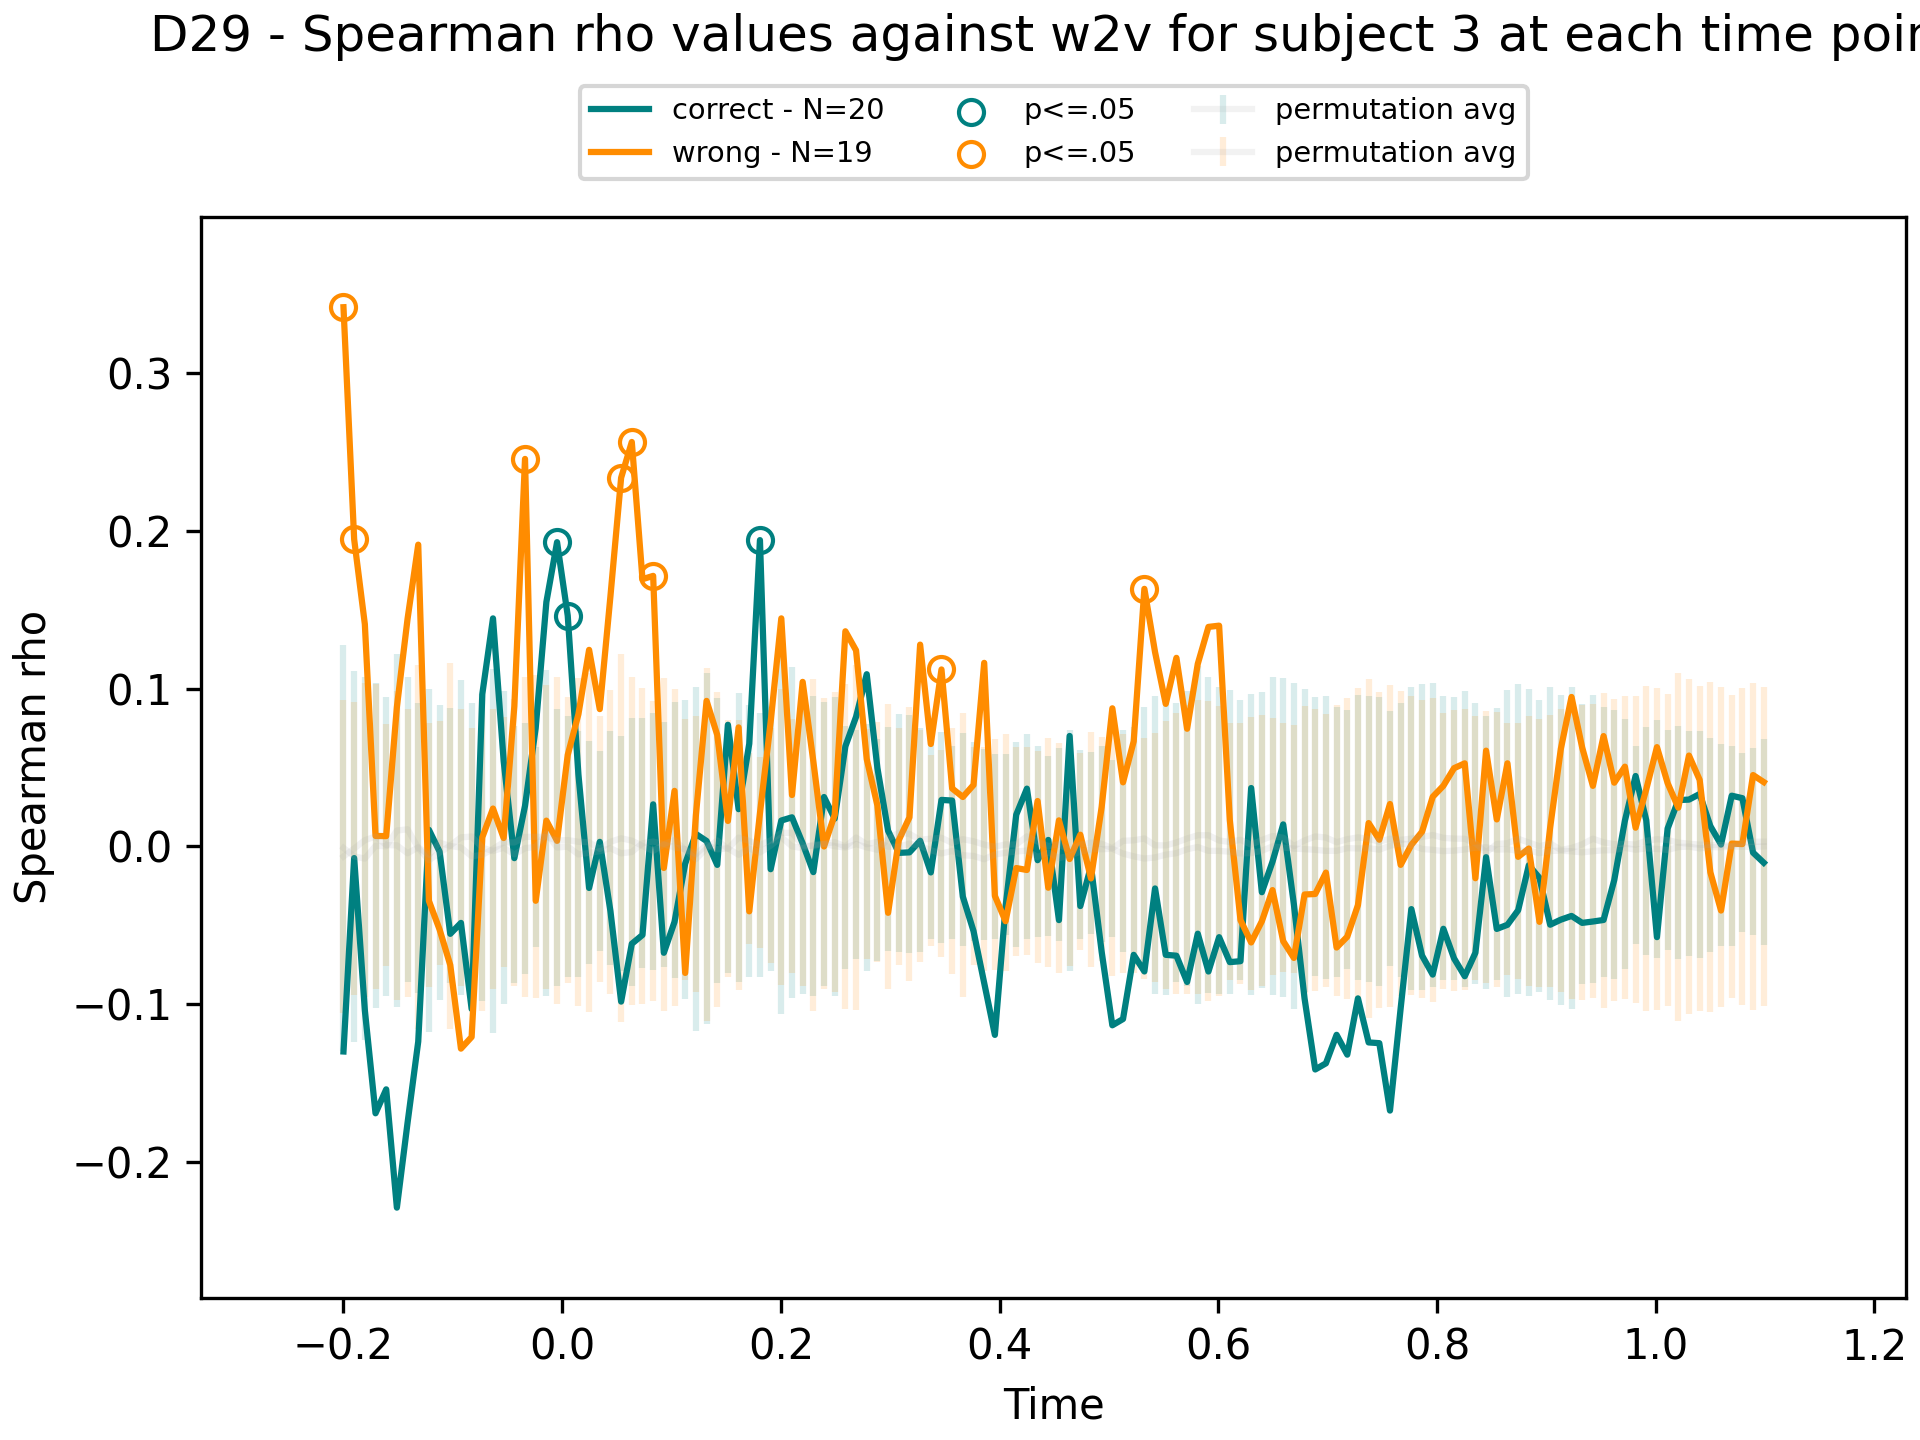 D29 - Spearman rho values against w2v for subject 3 at each time poin
correct - N=20
wrong - N=19
p<=.05
p<=.05
permutation avg
permutation avg
Spearman rho
0.3
0.2
0.1
0.0
−0.1
−0.2
−0.2 0.0 0.2 0.4 0.6 0.8 1.0 1.2
Time